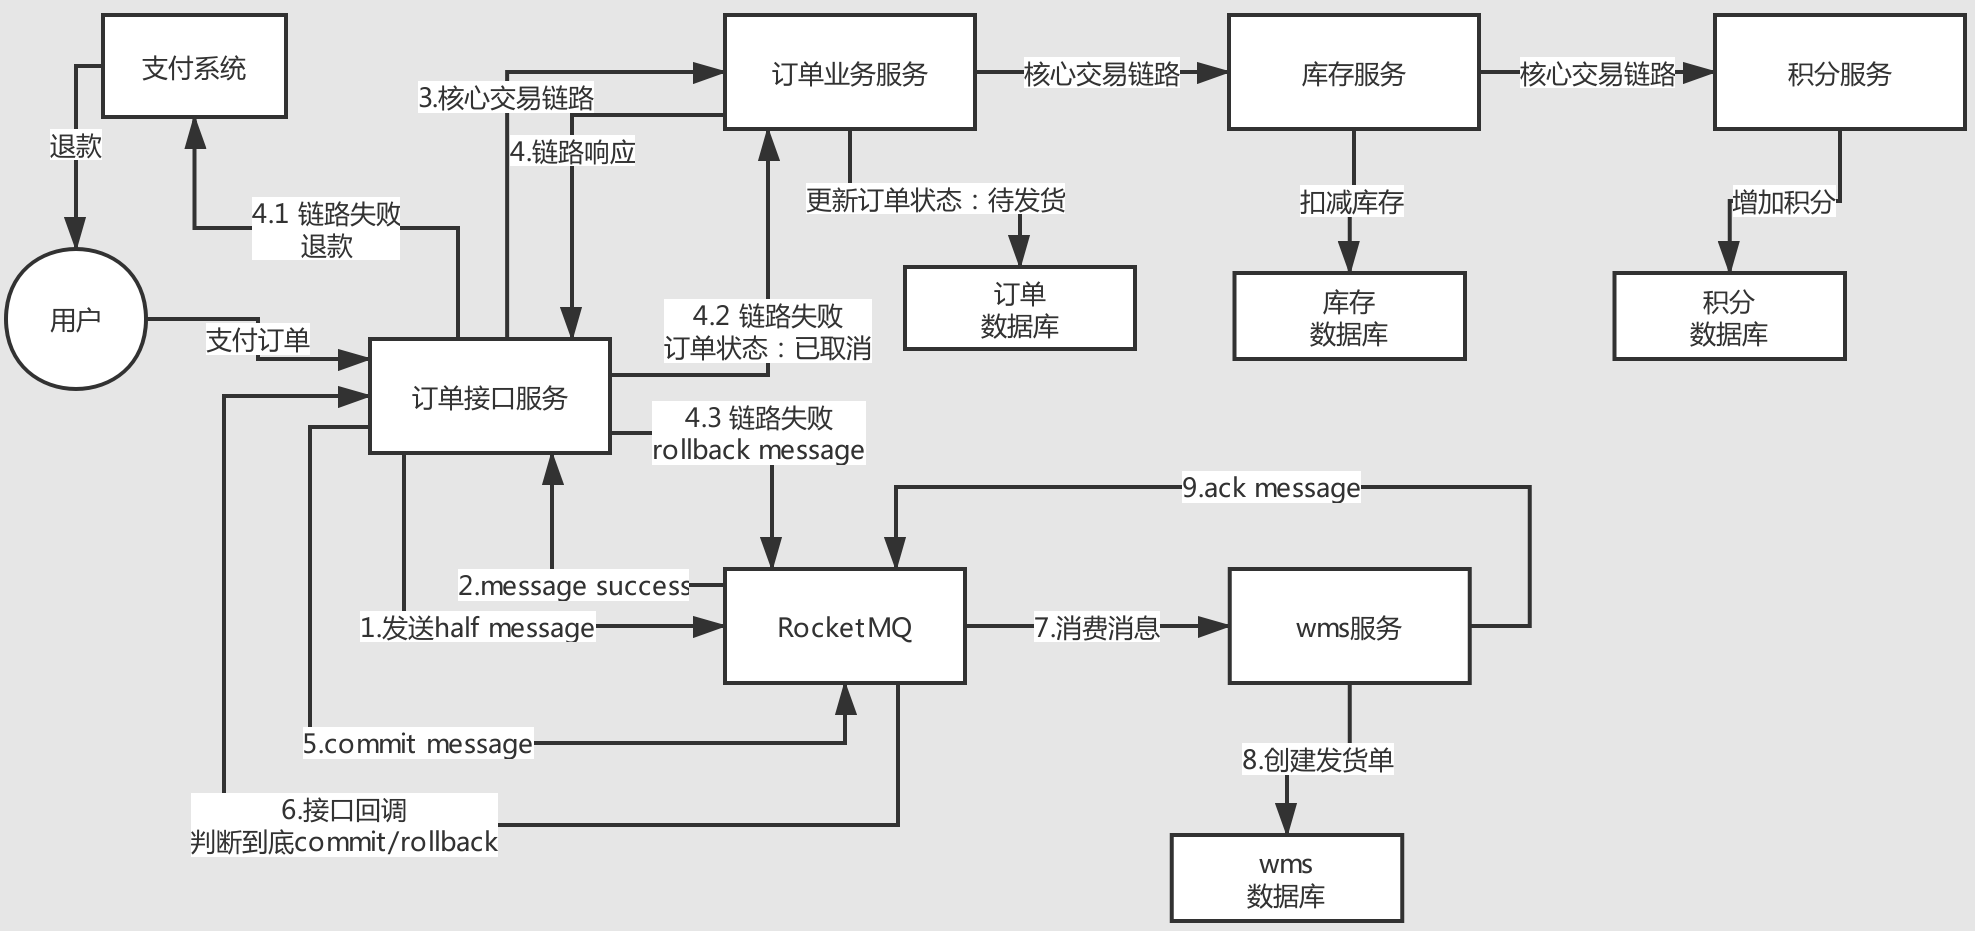 支付系统
订单业务服务
核心交易链路
库存服务
核心交易链路
积分服务
3.核心交易链路
退款
4.链路响应
更新订单状态：待发货
扣减库存
增加积分
4.1 链路失败
退款
订单
数据库
库存
数据库
积分
数据库
用户
支付订单
4.2 链路失败
订单状态：已取消
订单接口服务
4.3 链路失败
rollback message
9.ack message
2.message success
1.发送half message
RocketMQ
7.消费消息
wms服务
5.commit message
8.创建发货单
6.接口回调
判断到底commit/rollback
wms
数据库